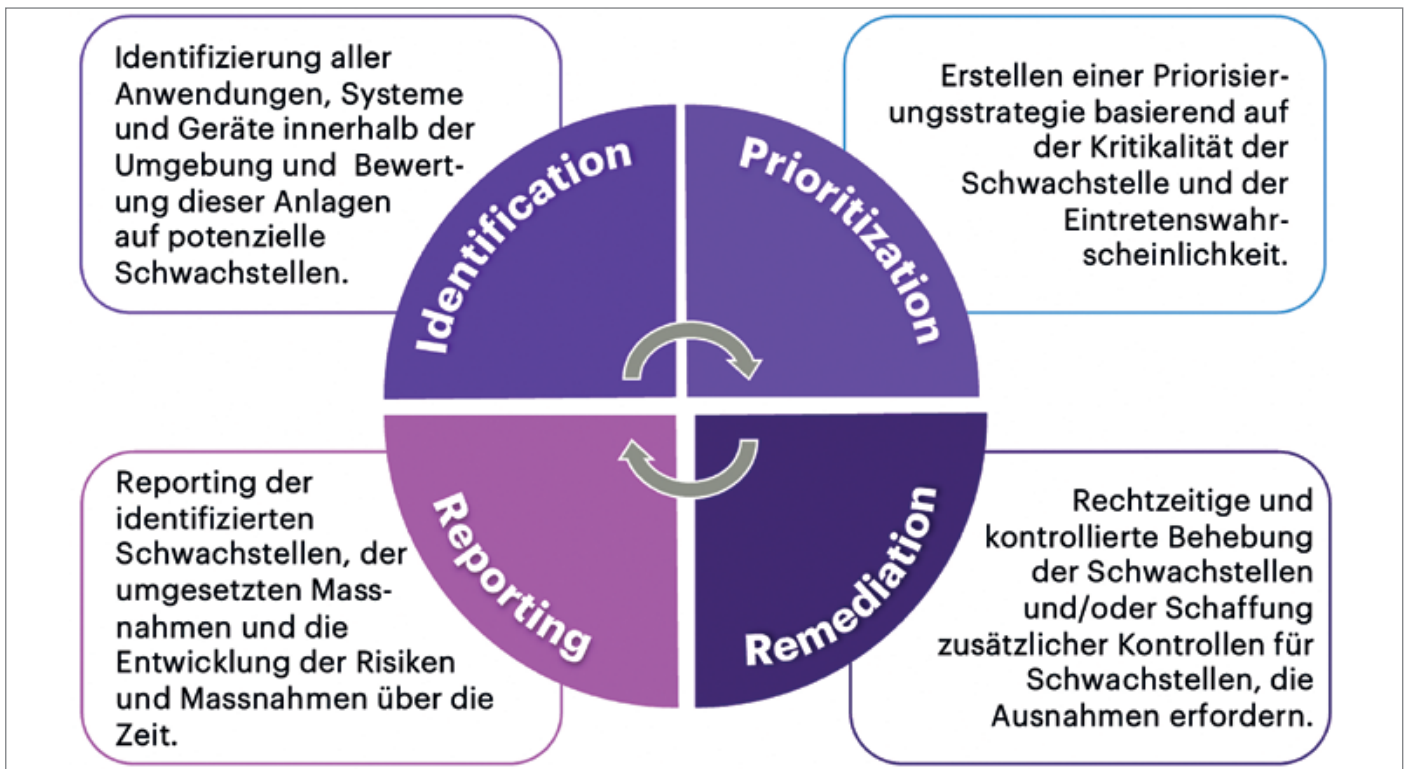 Identifizierung aller
Anwendungen, Systeme
und Geräte innerhalb der
Umgebung und Bewert-
ung dieser Anlagen
auf potenzielle
Schwachstellen.
Identification
Prioritization
Erstellen einer Priorisier-
ungsstrategie basierend auf
der Kritikalität der
Schwachstelle und der
Eintretenswahr-
scheinlichkeit.
Reporting der
identifizierten
Schwachstellen, der
umgesetzten Mass-
nahmen und die
Entwicklung der Risiken
und Massnahmen über die
Zeit.
Reporting
Remediation
Rechtzeitige und
kontrollierte Behebung
der Schwachstellen
und/oder Schaffung
zusätzlicher Kontrollen für
Schwachstellen, die
Ausnahmen erfordern.